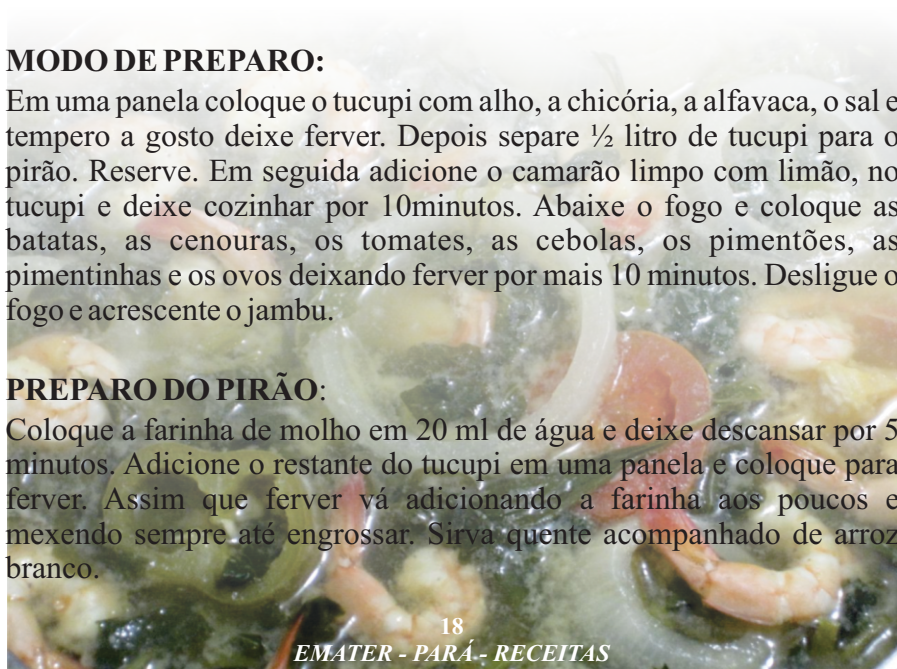 MODO DE PREPARO:
Em uma panela coloque o tucupi com alho, a chicória, a alfavaca, o sal e
tempero a gosto deixe ferver. Depois separe ½ litro de tucupi para o
pirão. Reserve. Em seguida adicione o camarão limpo com limão, no
tucupi e deixe cozinhar por 10minutos. Abaixe o fogo e coloque as
batatas, as cenouras, os tomates, as cebolas, os pimentões, as
pimentinhas e os ovos deixando ferver por mais 10 minutos. Desligue o
fogo e acrescente o jambu.
PREPARO DO PIRÃO:
Coloque a farinha de molho em 20 ml de água e deixe descansar por 5
minutos. Adicione o restante do tucupi em uma panela e coloque para
ferver. Assim que ferver vá adicionando a farinha aos poucos e
mexendo sempre até engrossar. Sirva quente acompanhado de arroz
branco.
18
EMATER - PARÁ - RECEITAS